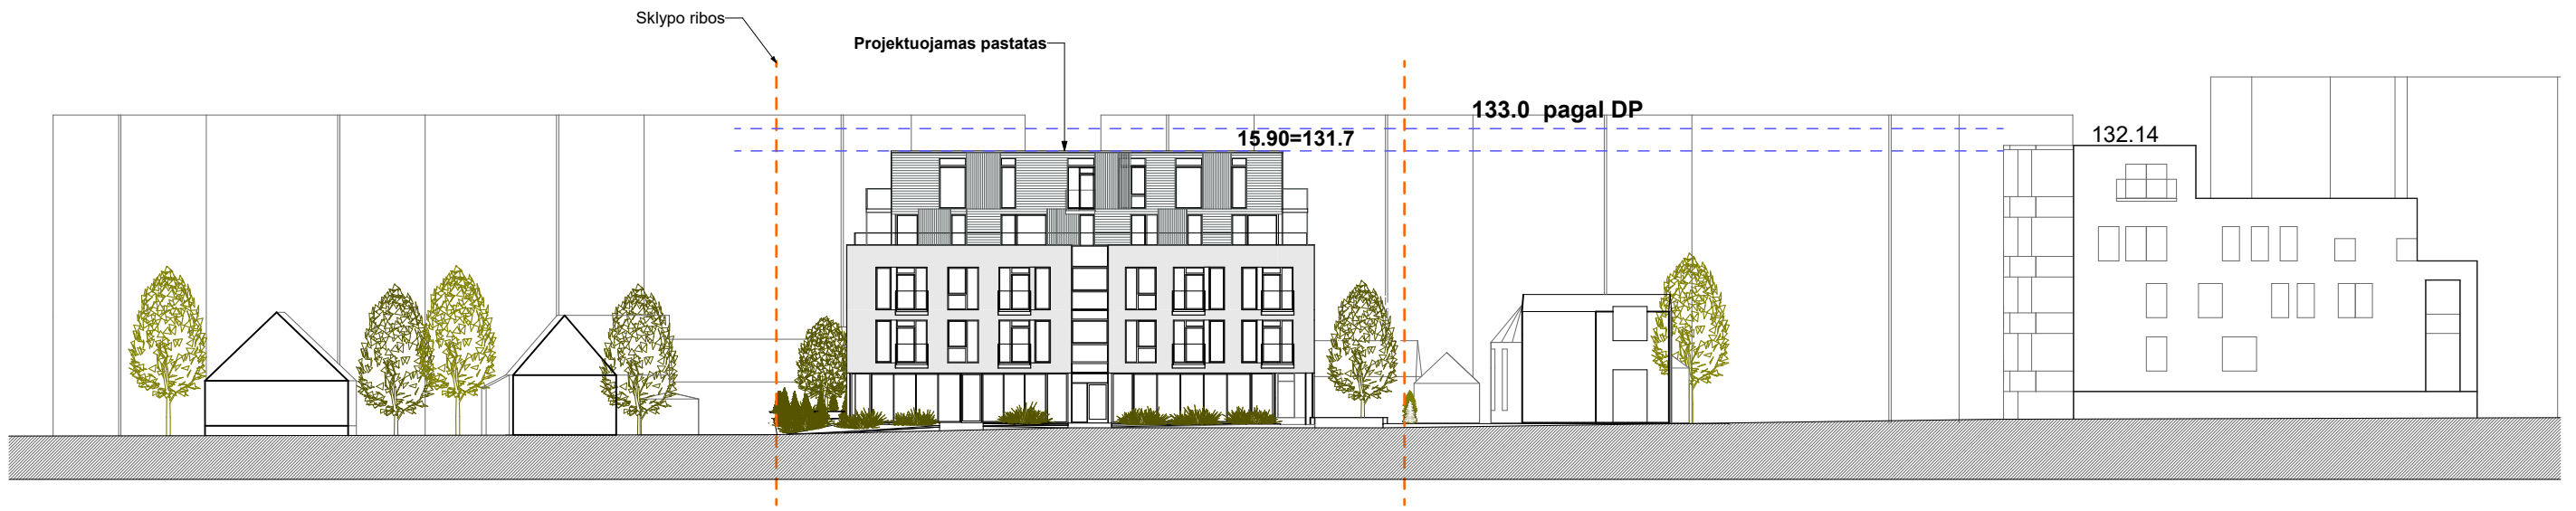 Sklypo ribos
Projektuojamas pastatas
133.0 pagal DP
15.90=131.7
132.14